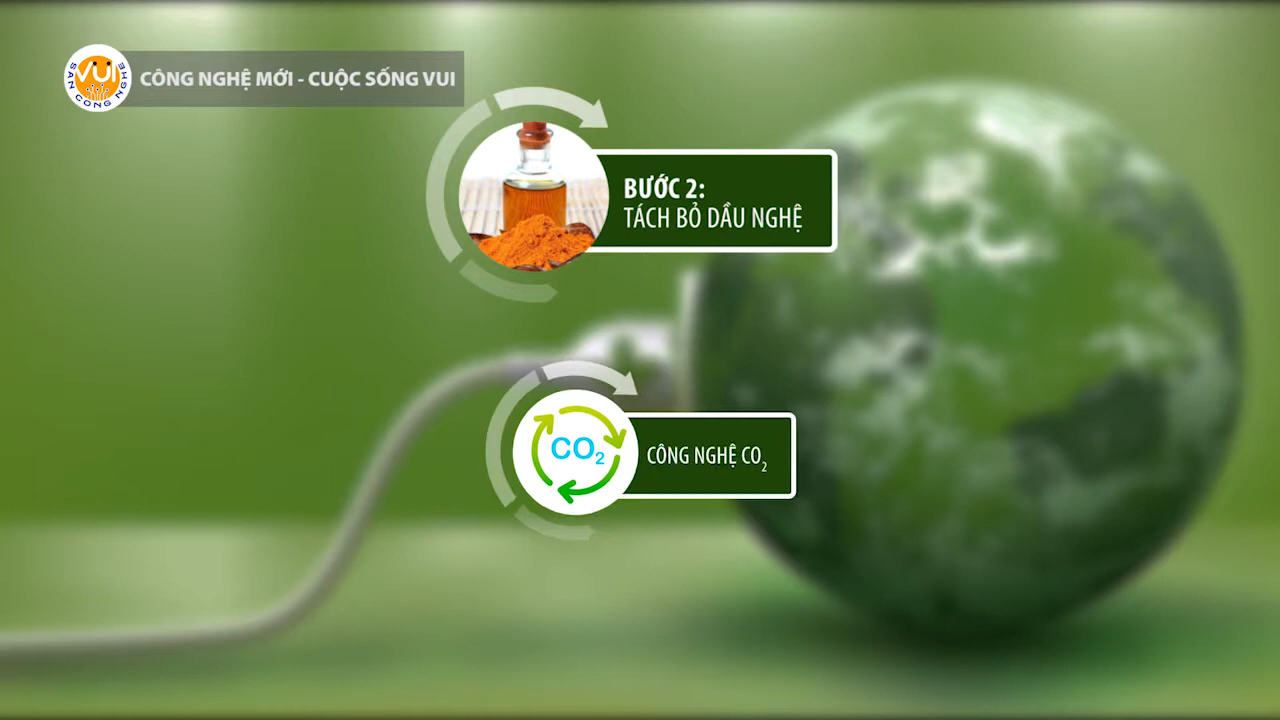 VUI
SÀN CÔNG NGHỆ
CÔNG NGHỆ MỚI - CUỘC SỐNG VUI
BƯỚC 2:
TÁCH BỎ DẦU NGHỆ
CO₂
CÔNG NGHỆ CO₂